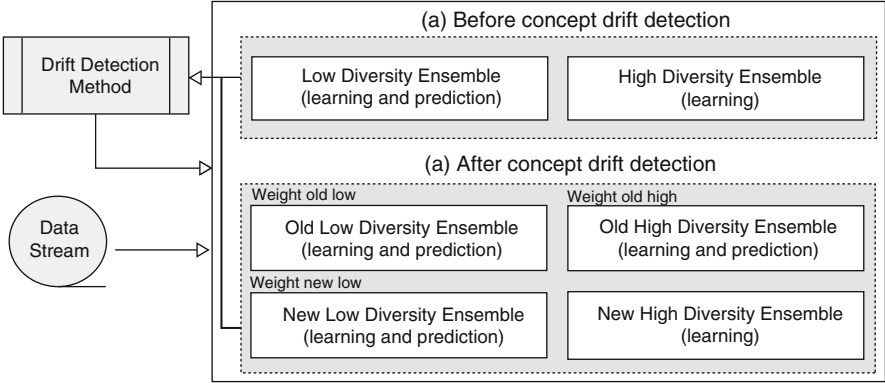 (a) Before concept drift detection
Drift Detection
Method
Low Diversity Ensemble
(learning and prediction)
High Diversity Ensemble
(learning)
(a) After concept drift detection
Data
Stream
Weight old low
Old Low Diversity Ensemble
(learning and prediction)
Weight old high
Old High Diversity Ensemble
(learning and prediction)
Weight new low
New Low Diversity Ensemble
(learning and prediction)
New High Diversity Ensemble
(learning)